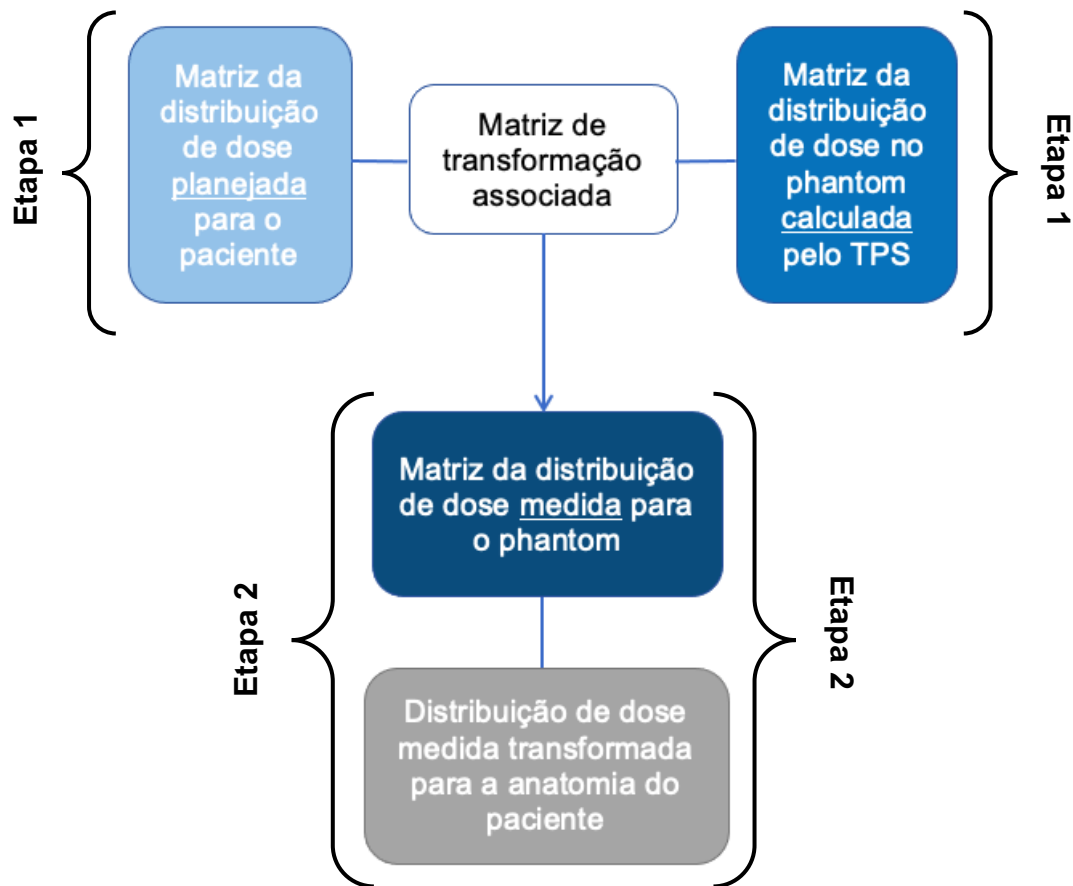 Etapa 1
Matriz da
distribuição
de dose
planejada
para o
paciente
Matriz de
transformação
associada
Matriz da
distribuição
de dose no
phantom
calculada
pelo TPS
Etapa 1
Etapa 2
Matriz da distribuição
de dose medida para
o phantom
Distribuição de dose
medida transformada
para a anatomia do
paciente
Etapa 2